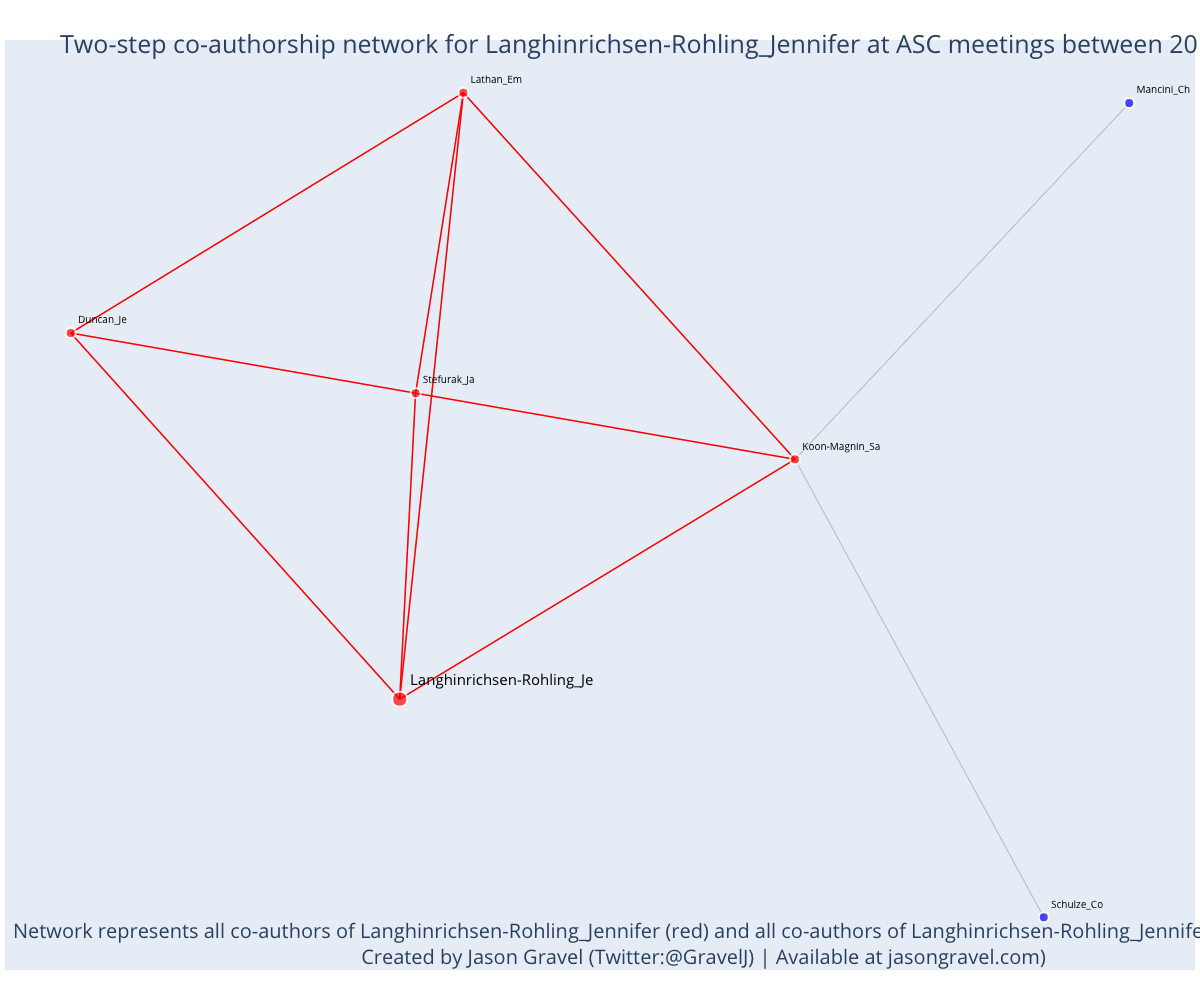 Two-step co-authorship network for Langhinrichsen-Rohling_Jennifer at ASC meetings between 20
Lathan_Em
Mancini_Ch
Duncan_Je
Stefurak_Ja
Koon-Magnin_Sa
Langhinrichsen-Rohling_Je
Schulze_Co
Network represents all co-authors of Langhinrichsen-Rohling_Jennifer (red) and all co-authors of Langhinrichsen-Rohling_Jennife
Created by Jason Gravel (Twitter:@GravelJ) | Available at jasongravel.com)